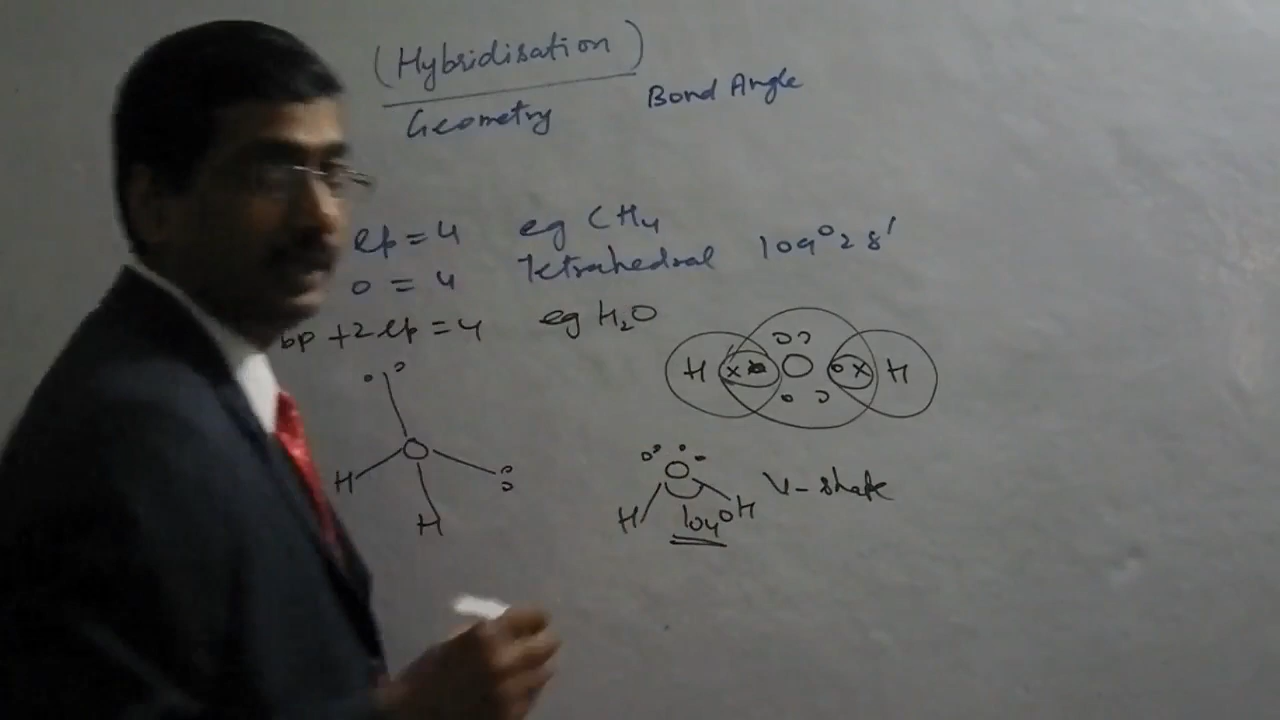 (Hybridisation)
Geometry Bond Angle
lp = 4 eg CH4
0 = 4 Tetrahedral 109°28'
bp + 2 lp = 4 eg H2O
H x O x H
O
H
H
O
H 104° H V-shape